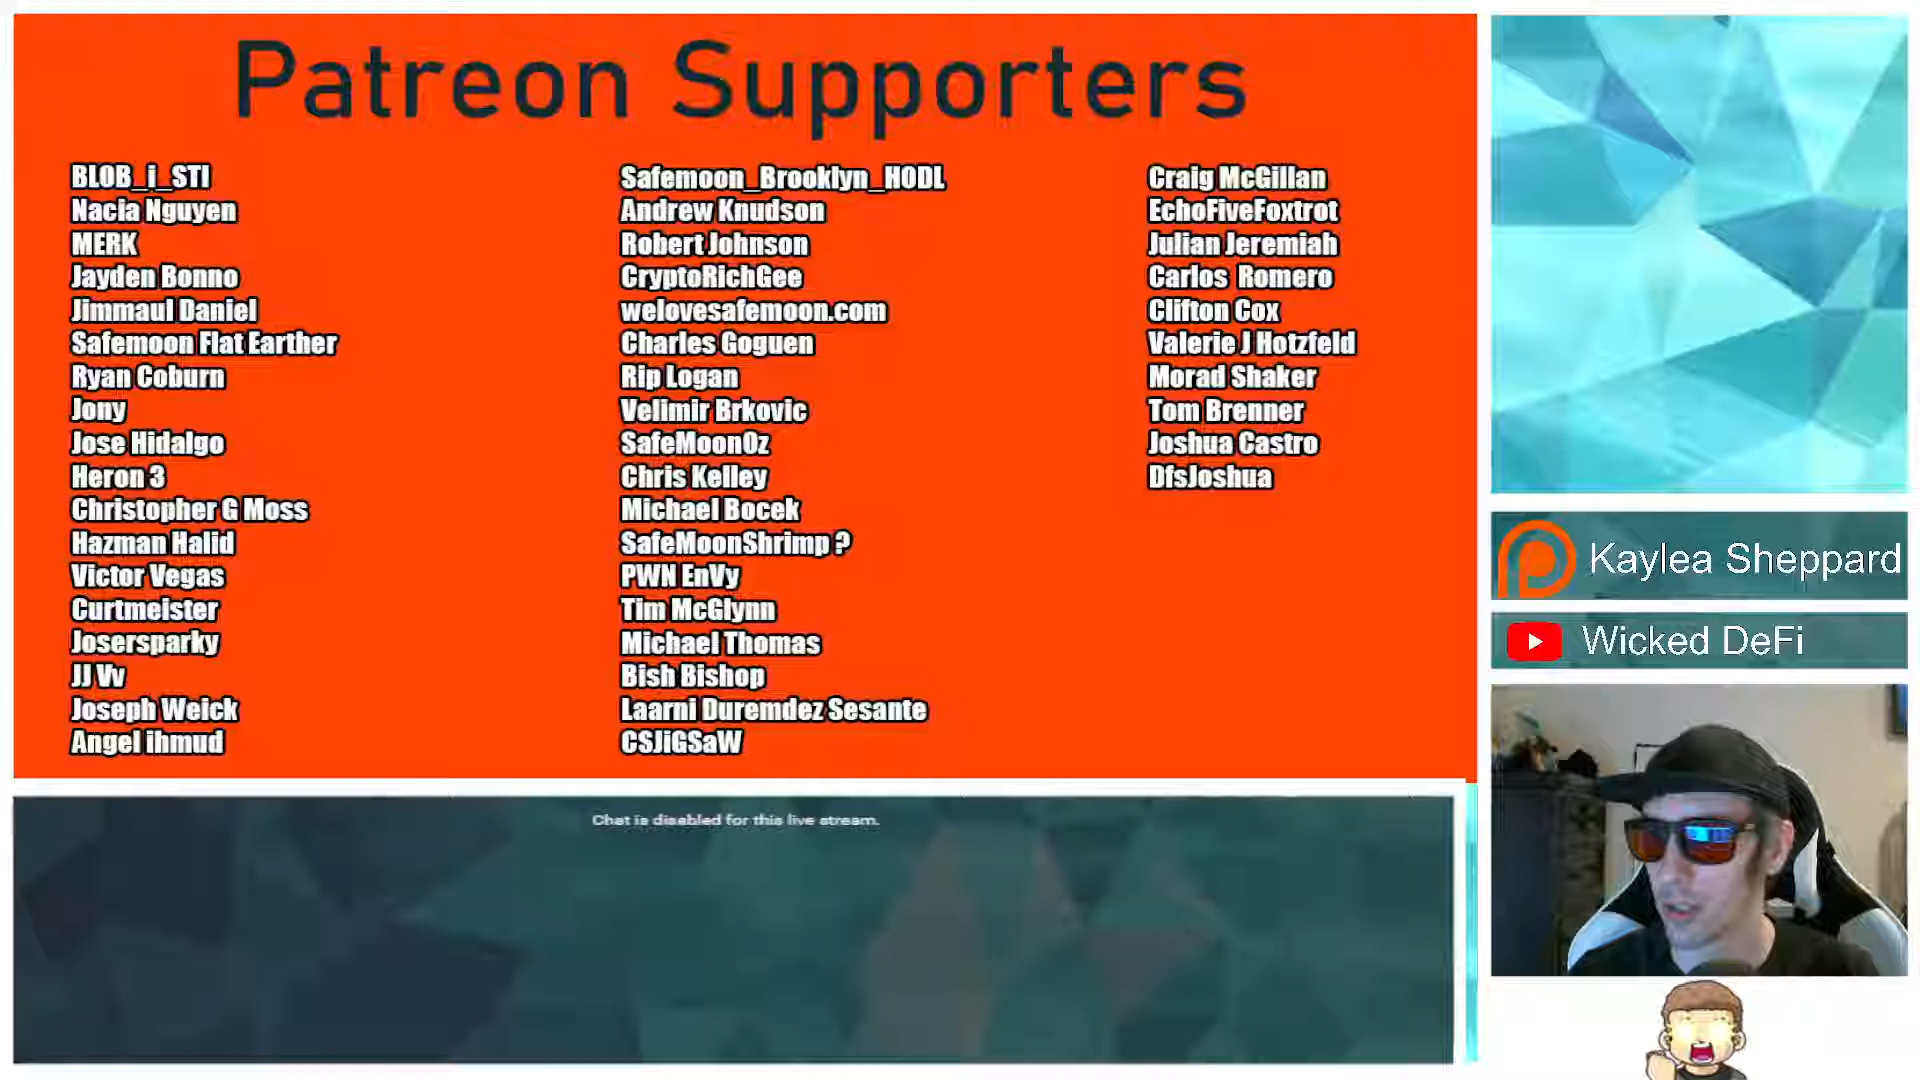 Patreon Supporters
BLOB_i_STI
Nacia Nguyen
MERK
Jayden Bonno
Jimmaul Daniel
Safemoon Flat Earther
Ryan Coburn
Jony
Jose Hidalgo
Heron 3
Christopher G Moss
Hazman Halid
Victor Vegas
Curtmeister
Josersparky
JJ Vv
Joseph Weick
Angel ihmud
Safemoon_Brooklyn_HODL
Andrew Knudson
Robert Johnson
CryptoRichGee
welovesafemoon.com
Charles Goguen
Rip Logan
Velimir Brkovic
SafeMoonOz
Chris Kelley
Michael Bocek
SafeMoonShrimp ?
PWN EnVy
Tim McGlynn
Michael Thomas
Bish Bishop
Laarni Duremdez Sesante
CSJiGSaW
Craig McGillan
EchoFiveFoxtrot
Julian Jeremiah
Carlos Romero
Clifton Cox
Valerie J Hotzfeld
Morad Shaker
Tom Brenner
Joshua Castro
DfsJoshua
Kaylea Sheppard
Wicked DeFi
Chat is disabled for this live stream.